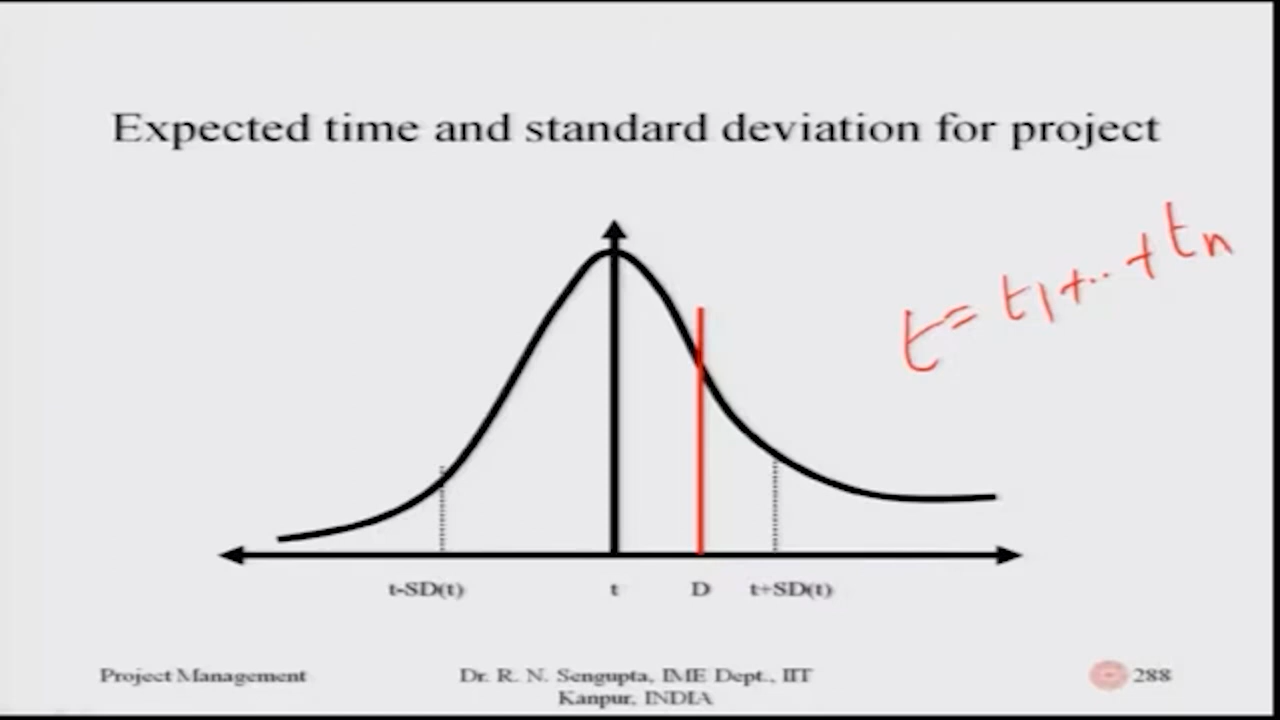 Expected time and standard deviation for project
t= t1+..+tn
t-SD(t) t D t+SD(t)
Project Management
Dr. R. N. Sengupta, IME Dept., IIT
Kanpur, INDIA
288